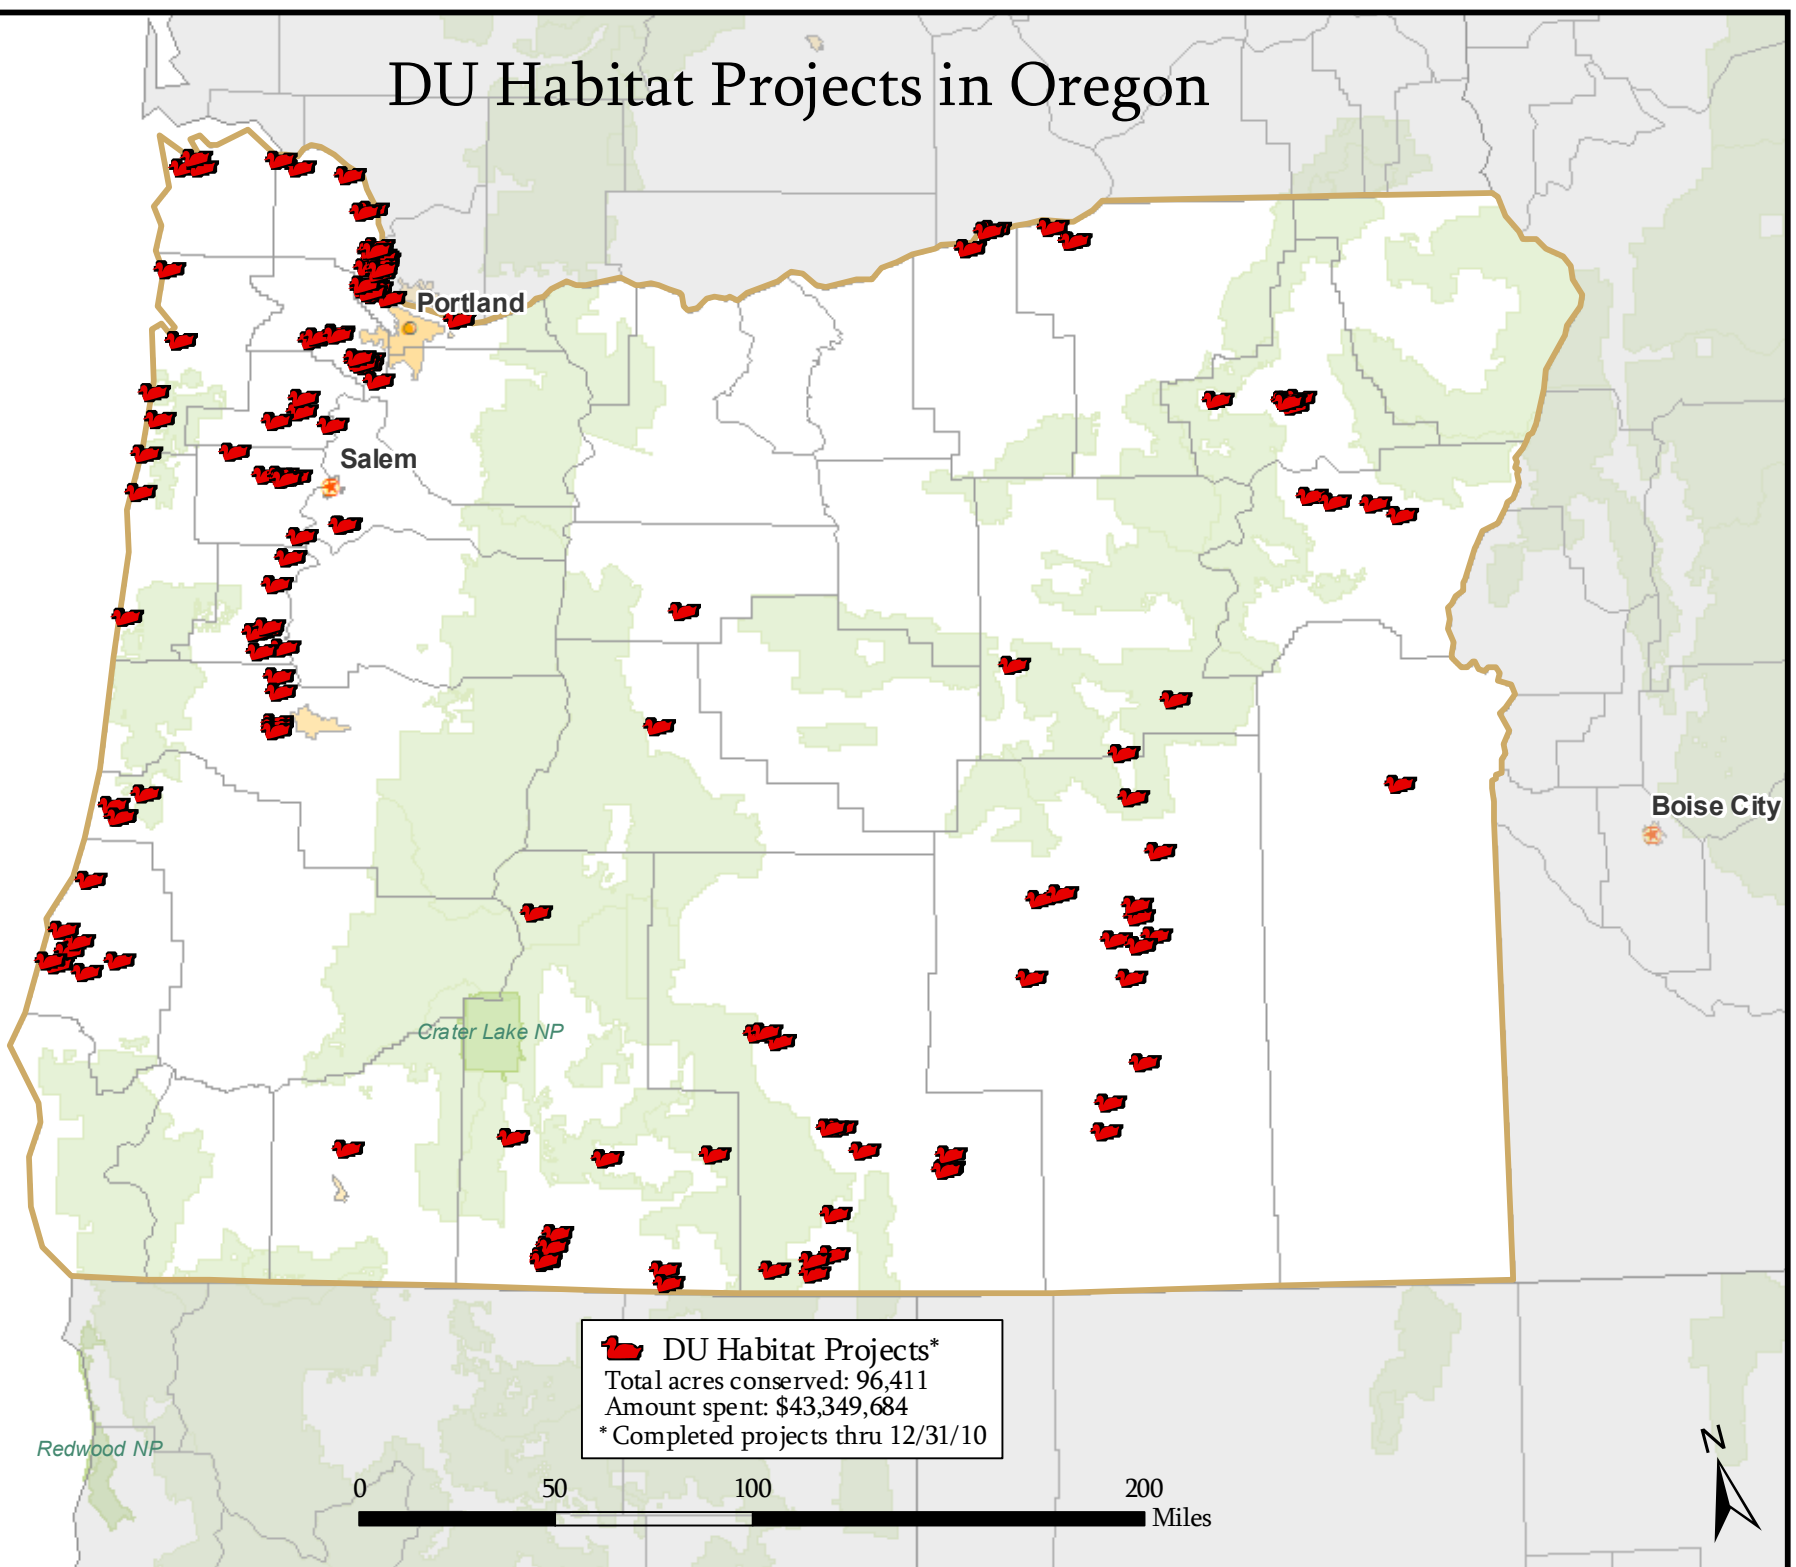 DU Habitat Projects in Oregon
Portland
Salem
Boise City
Crater Lake NP
DU Habitat Projects*
Total acres conserved: 96,411
Amount spent: $43,349,684
* Completed projects thru 12/31/10
Redwood NP
N
0 50 100 200
Miles